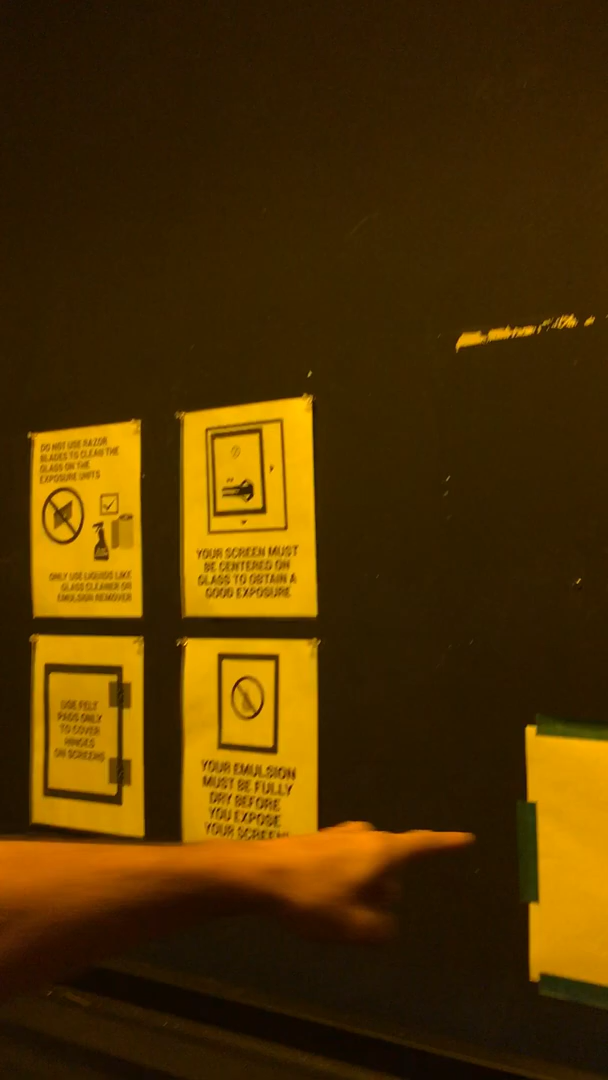 DO NOT USE RAZOR
BLADES TO CLEAN THE
GLASS ON THE
EXPOSURE UNITS
ONLY USE LIQUIDS LIKE
GLASS CLEANER OR
EMULSION REMOVER
YOUR SCREEN MUST
BE CENTERED ON
GLASS TO OBTAIN A
GOOD EXPOSURE
USE FELT
PADS ONLY
TO COVER
HINGES
ON SCREENS
YOUR EMULSION
MUST BE FULLY
DRY BEFORE
YOU EXPOSE
YOUR SCREEN!